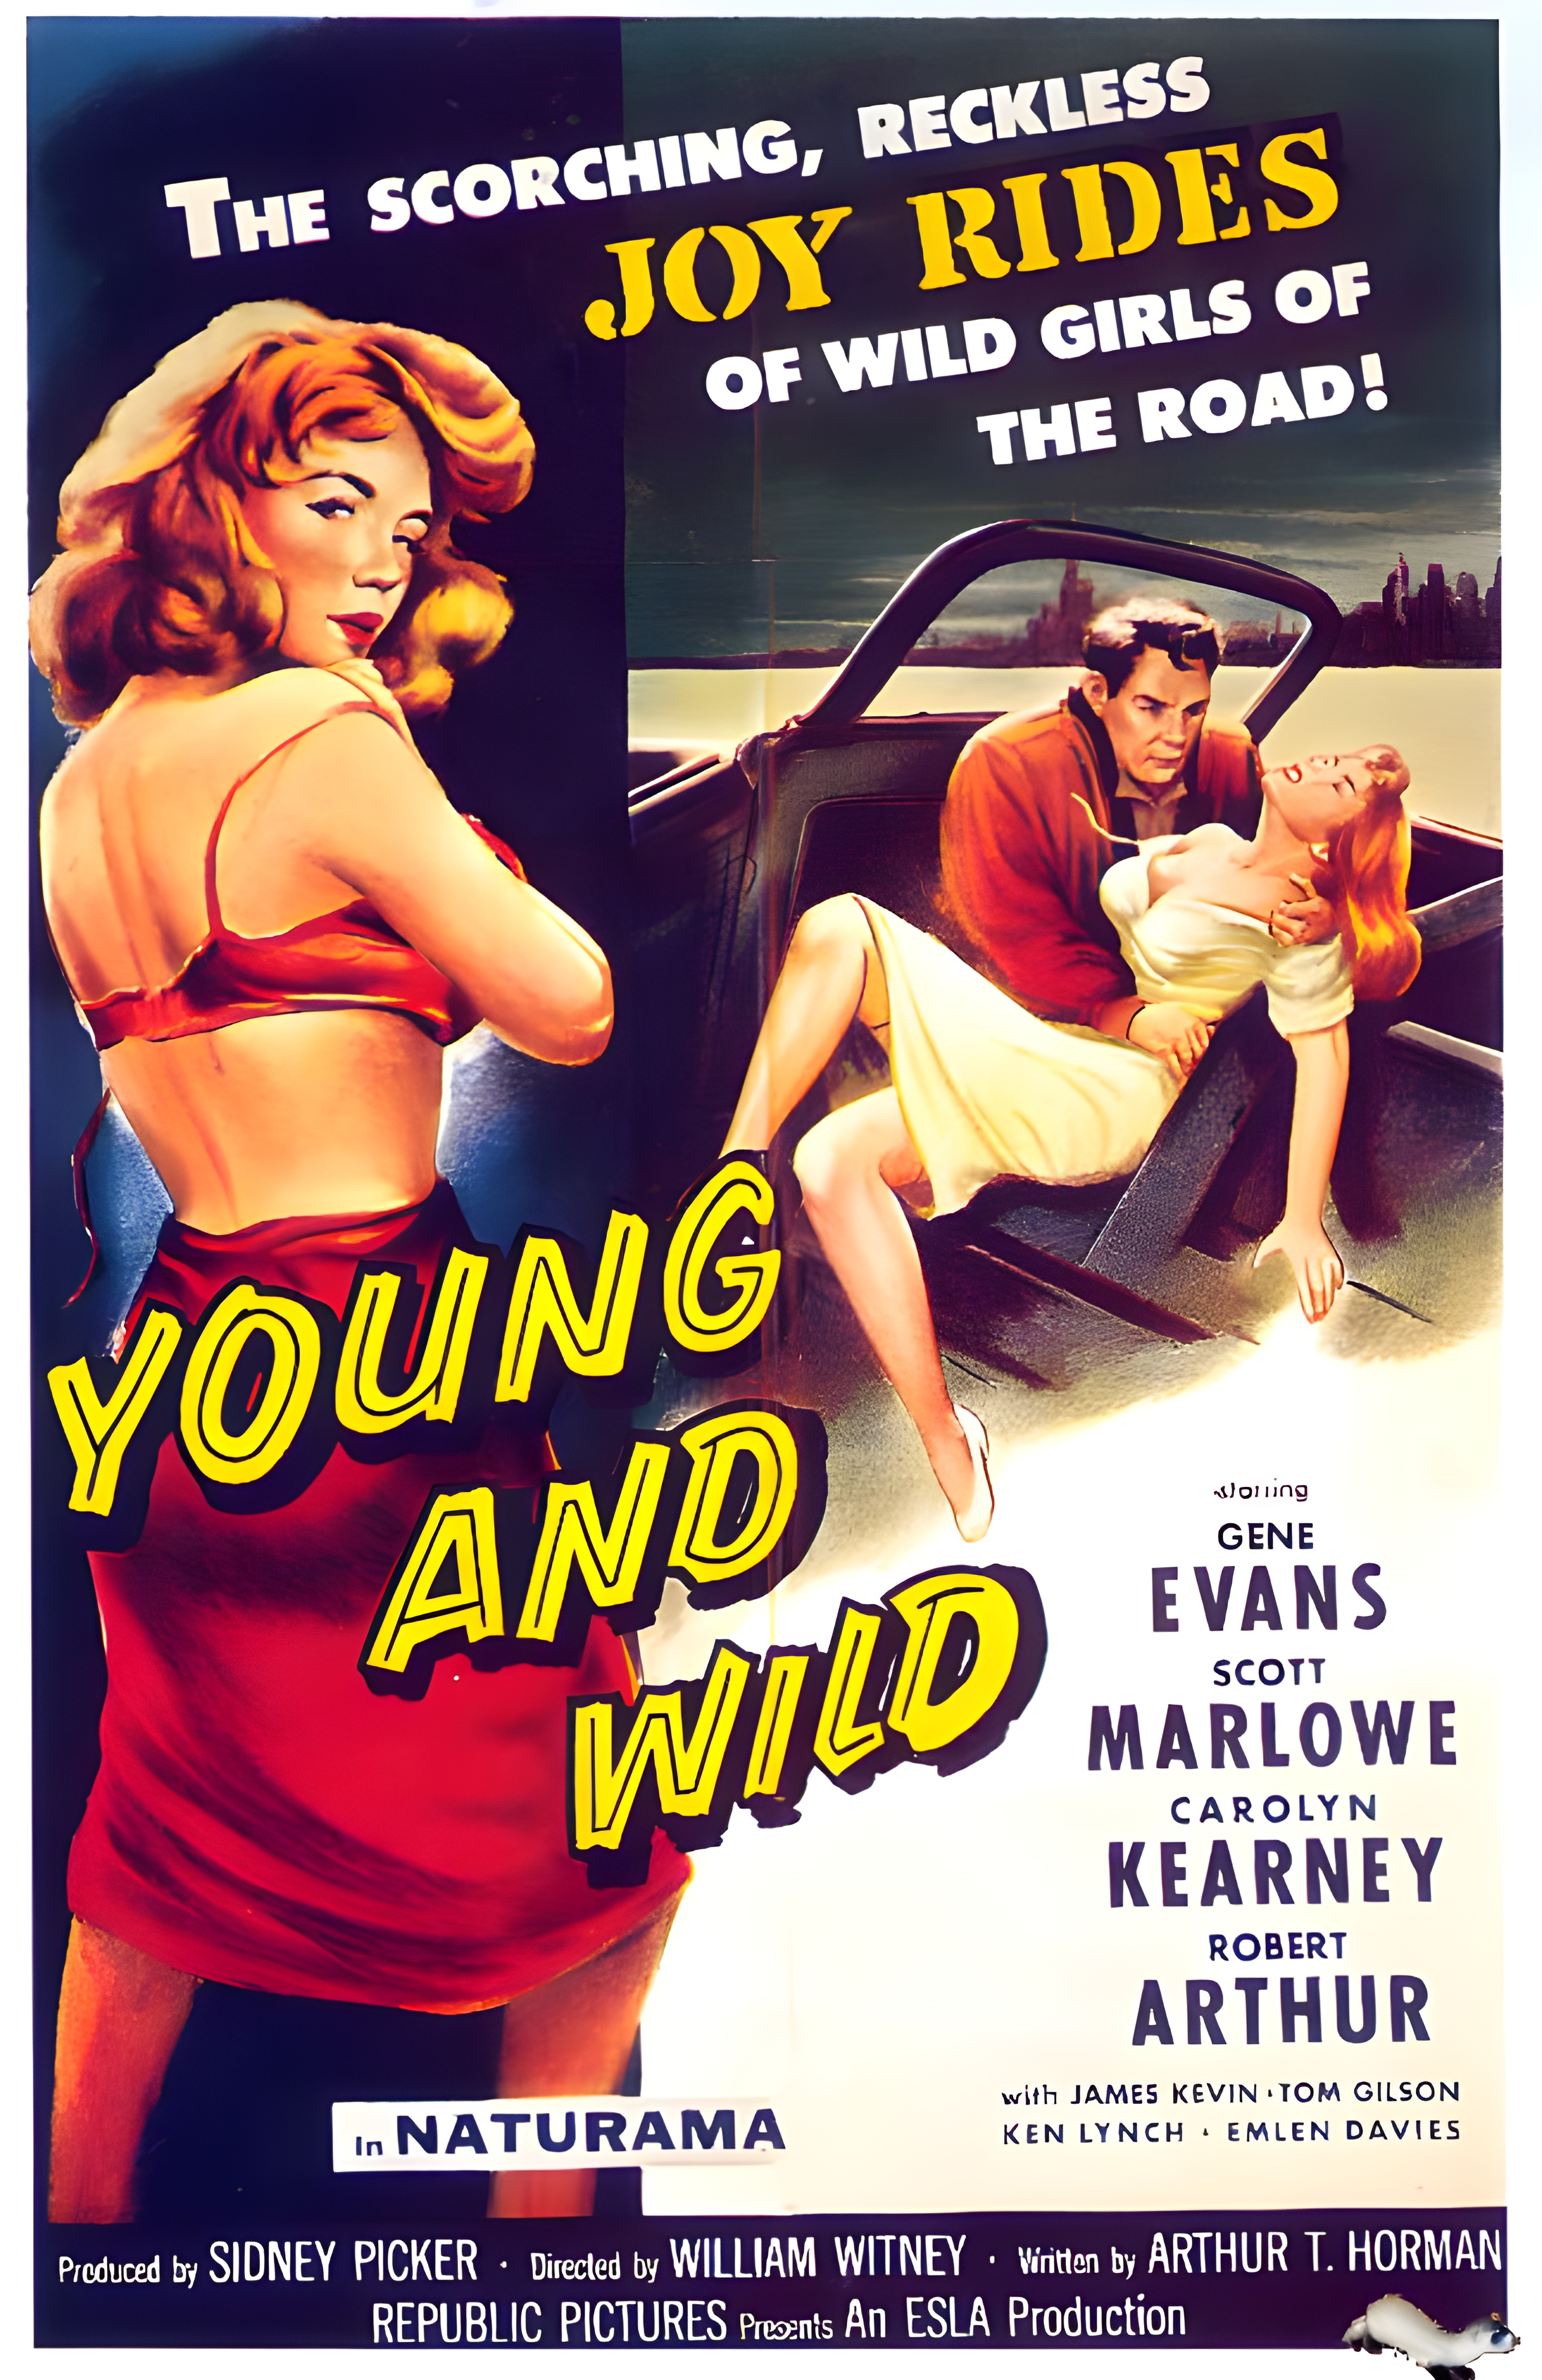 THE SCORCHING, RECKLESS
JOY RIDES
OF WILD GIRLS OF
THE ROAD!
YOUNG
AND
WILD
starring
GENE
EVANS
SCOTT
MARLOWE
CAROLYN
KEARNEY
ROBERT
ARTHUR
with JAMES KEVIN · TOM GILSON
KEN LYNCH · EMLEN DAVIES
In NATURAMA
Produced by SIDNEY PICKER · Directed by WILLIAM WITNEY · Written by ARTHUR T. HORMAN
REPUBLIC PICTURES Presents An ESLA Production